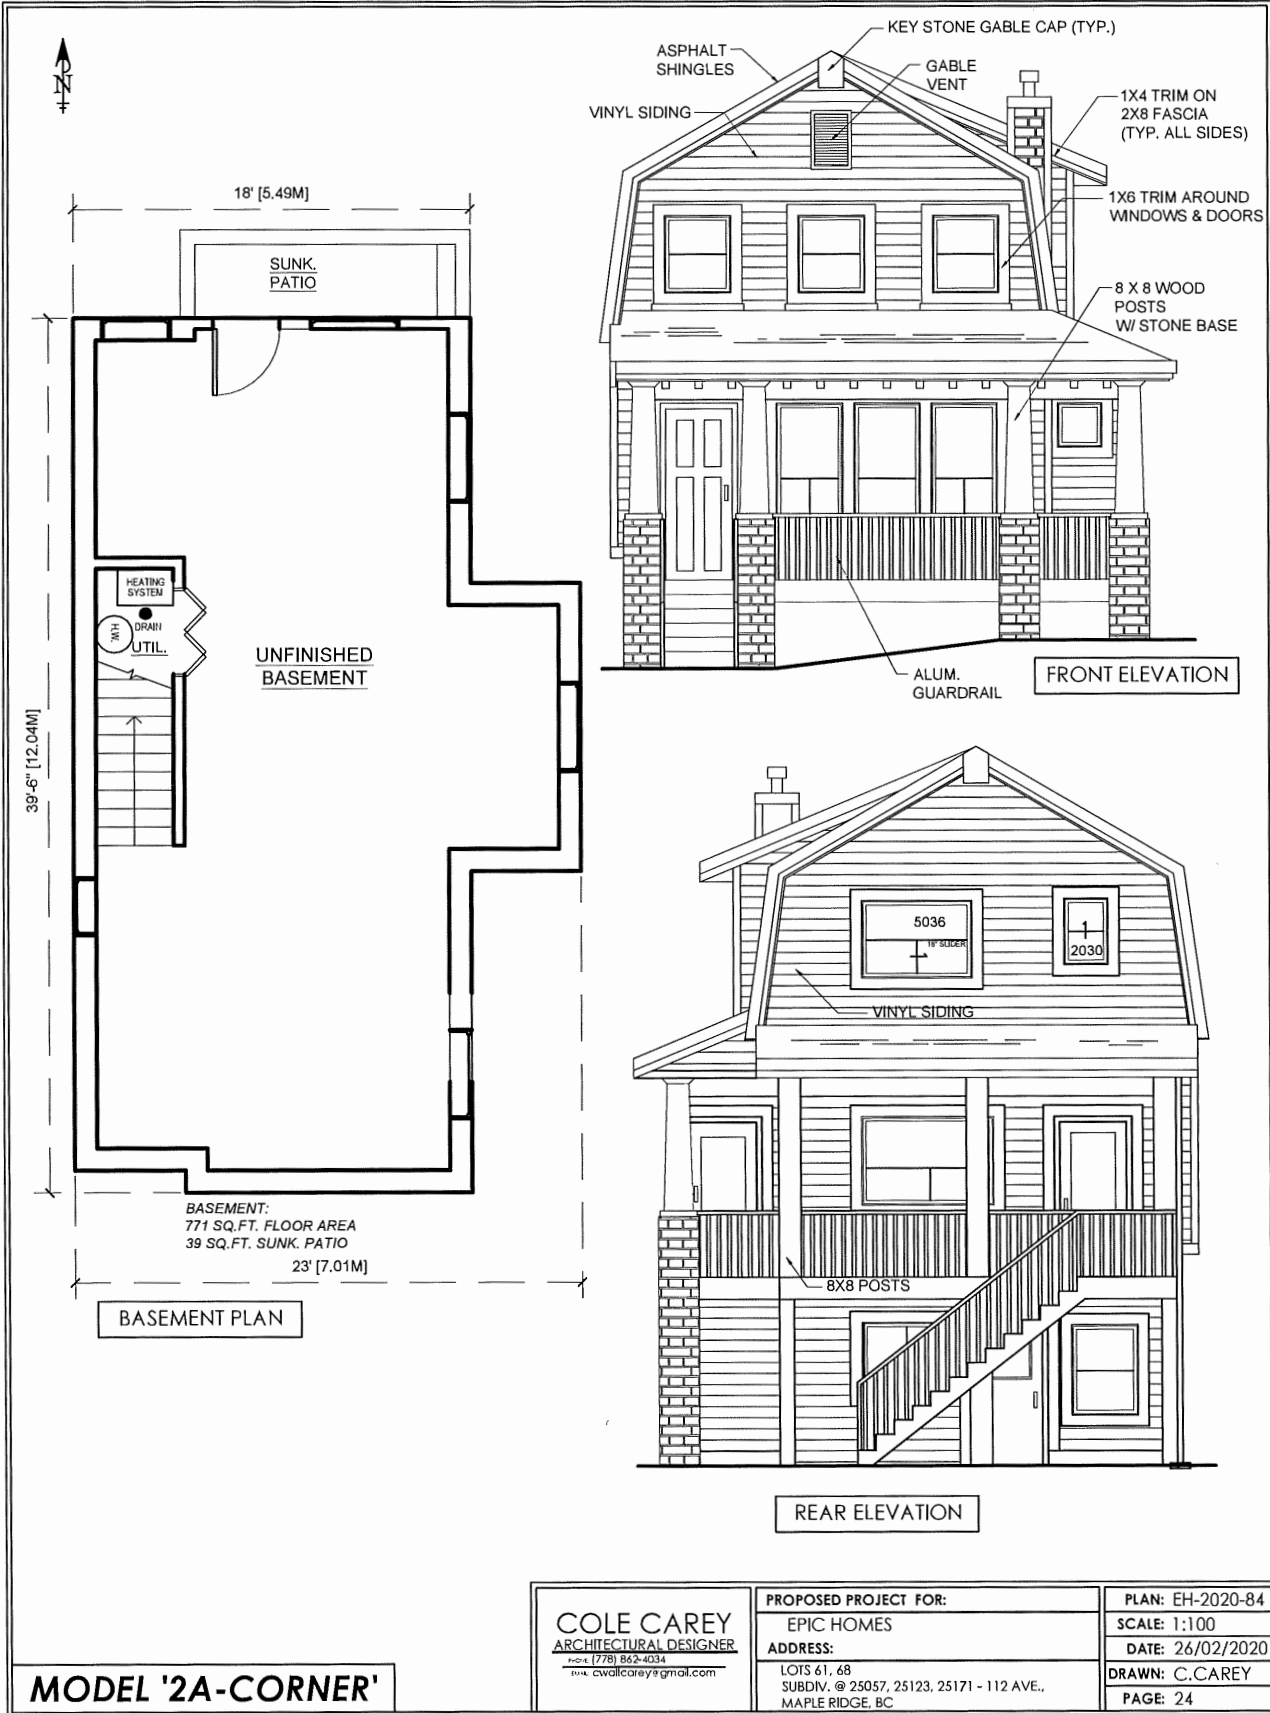 KEY STONE GABLE CAP (TYP.)
ASPHALT
SHINGLES
GABLE
VENT
VINYL SIDING
1X4 TRIM ON
2X8 FASCIA
(TYP. ALL SIDES)
1X6 TRIM AROUND
WINDOWS & DOORS
8 X 8 WOOD
POSTS
W/ STONE BASE
ALUM.
GUARDRAIL
FRONT ELEVATION
N
18' [5.49M]
SUNK.
PATIO
HEATING
SYSTEM
DRAIN
H.W.
UTIL.
UNFINISHED
BASEMENT
39'-6" [12.04M]
BASEMENT:
771 SQ.FT. FLOOR AREA
39 SQ.FT. SUNK. PATIO
23' [7.01M]
BASEMENT PLAN
5036
16" SLIDER
2030
VINYL SIDING
8X8 POSTS
REAR ELEVATION
MODEL '2A-CORNER'
COLE CAREY
ARCHITECTURAL DESIGNER
PHONE: (778) 862-4034
EMAIL: cwallcarey@gmail.com
PROPOSED PROJECT FOR:
EPIC HOMES
ADDRESS:
LOTS 61, 68
SUBDIV. @ 25057, 25123, 25171 - 112 AVE.,
MAPLE RIDGE, BC
PLAN: EH-2020-84
SCALE: 1:100
DATE: 26/02/2020
DRAWN: C.CAREY
PAGE: 24